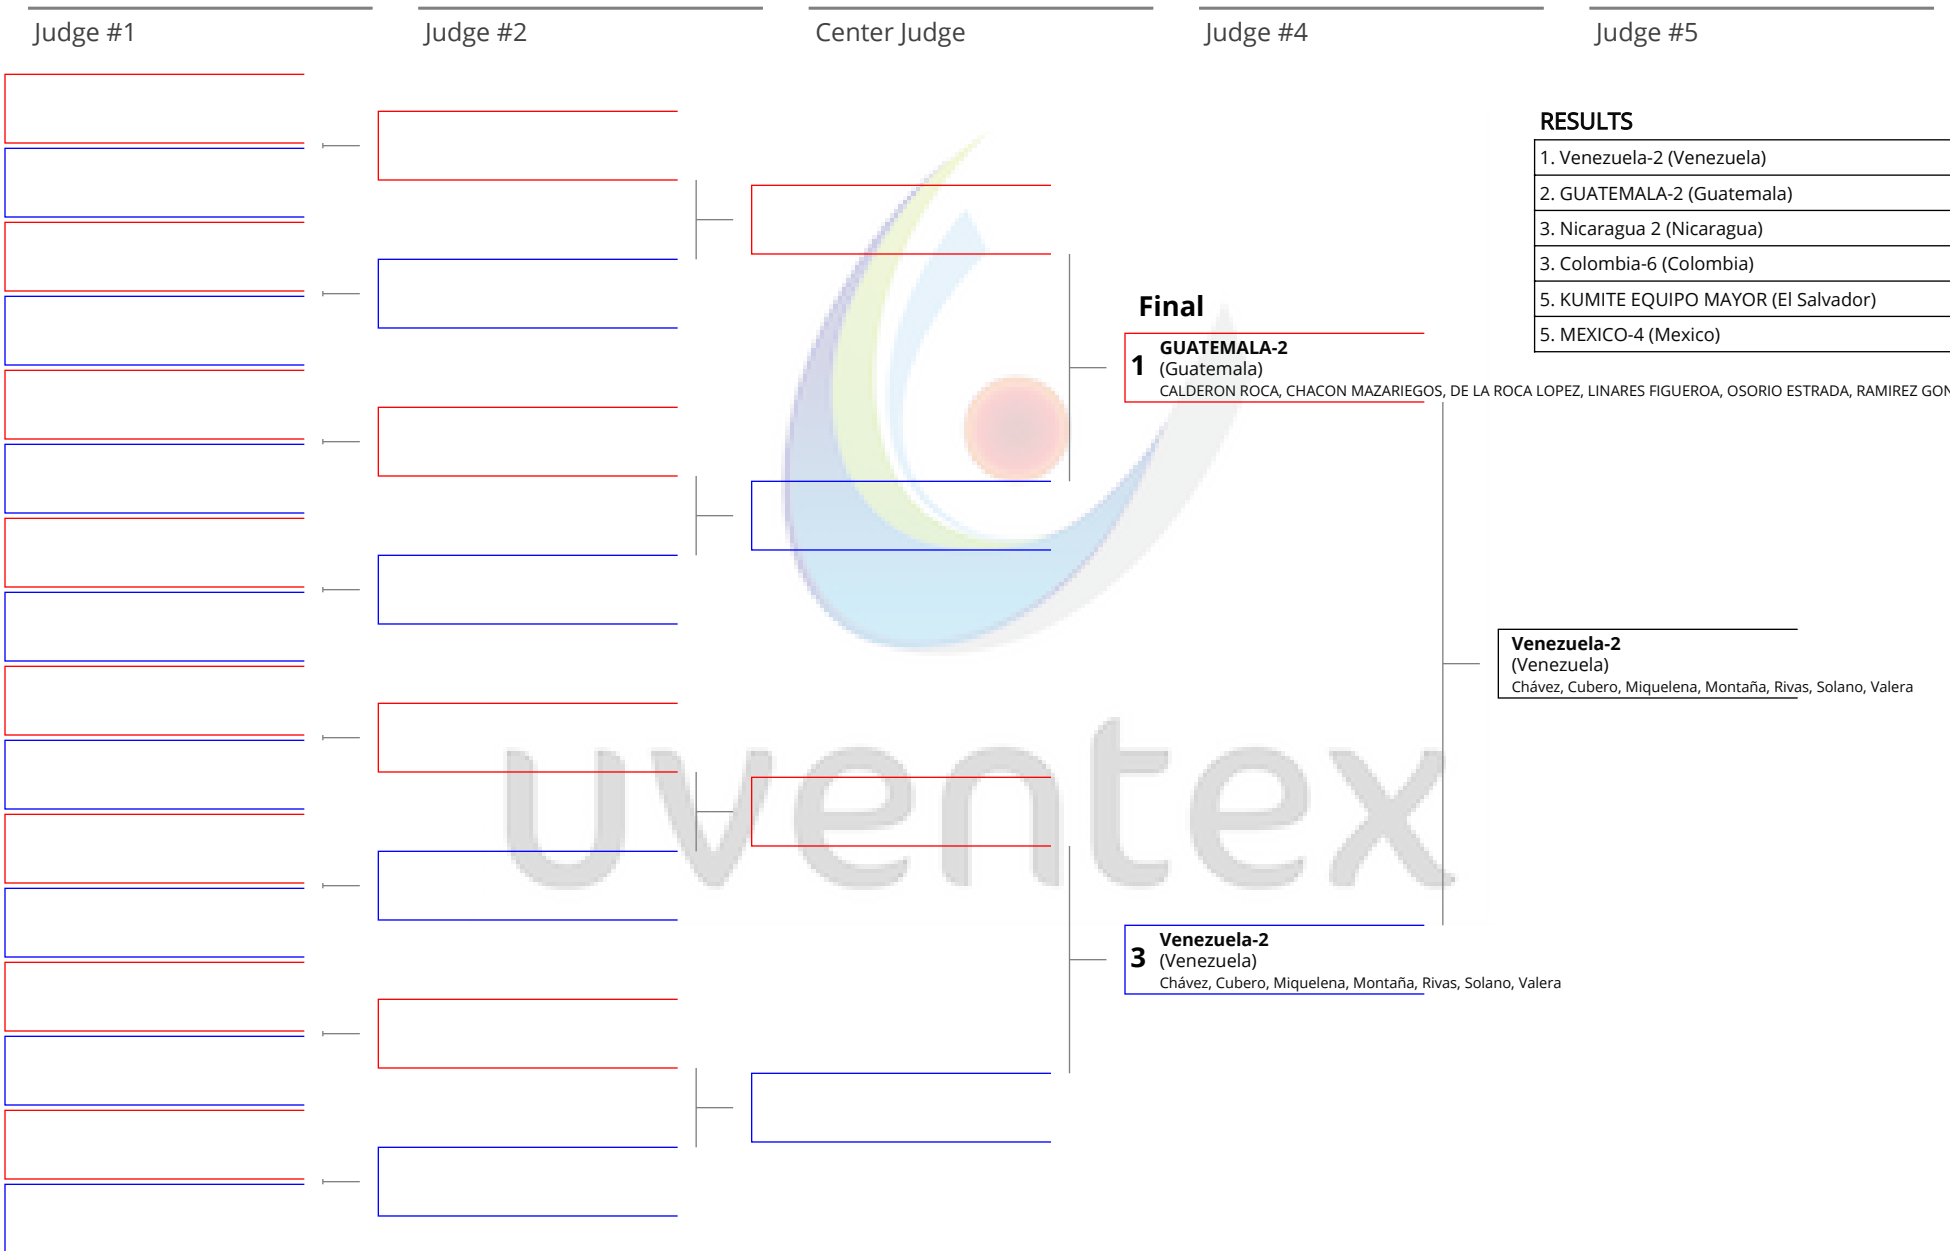 Judge #1
Judge #2
Center Judge
Judge #4
Judge #5
RESULTS
1. Venezuela-2 (Venezuela)
2. GUATEMALA-2 (Guatemala)
3. Nicaragua 2 (Nicaragua)
3. Colombia-6 (Colombia)
5. KUMITE EQUIPO MAYOR (El Salvador)
5. MEXICO-4 (Mexico)
Final
1 GUATEMALA-2
(Guatemala)
CALDERON ROCA, CHACON MAZARIEGOS, DE LA ROCA LOPEZ, LINARES FIGUEROA, OSORIO ESTRADA, RAMIREZ GON
Venezuela-2
(Venezuela)
Chávez, Cubero, Miquelena, Montaña, Rivas, Solano, Valera
uventex
3 Venezuela-2
(Venezuela)
Chávez, Cubero, Miquelena, Montaña, Rivas, Solano, Valera